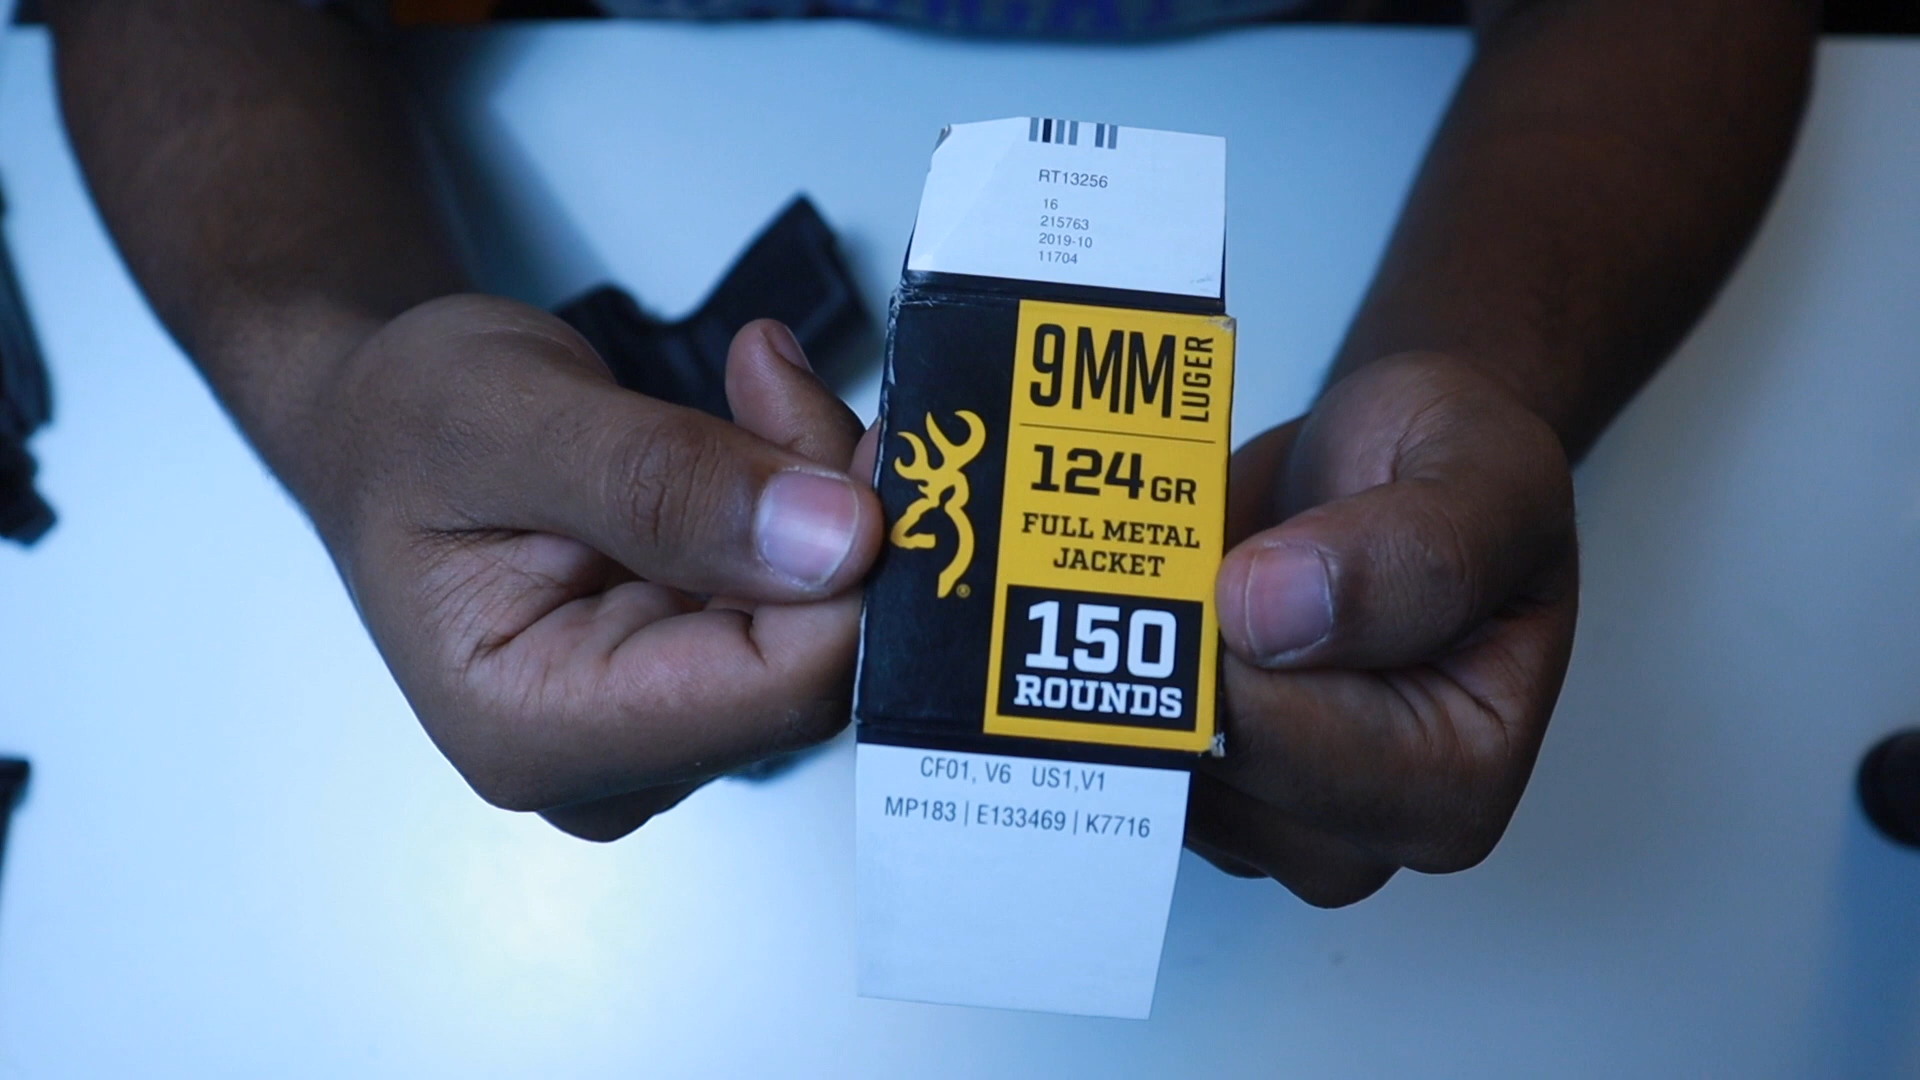 RT13256
16
215763
2019-10
11704
9MM LUGER
124GR
FULL METAL
JACKET
150
ROUNDS
®
CF01, V6 US1,V1
MP183 | E133469 | K7716